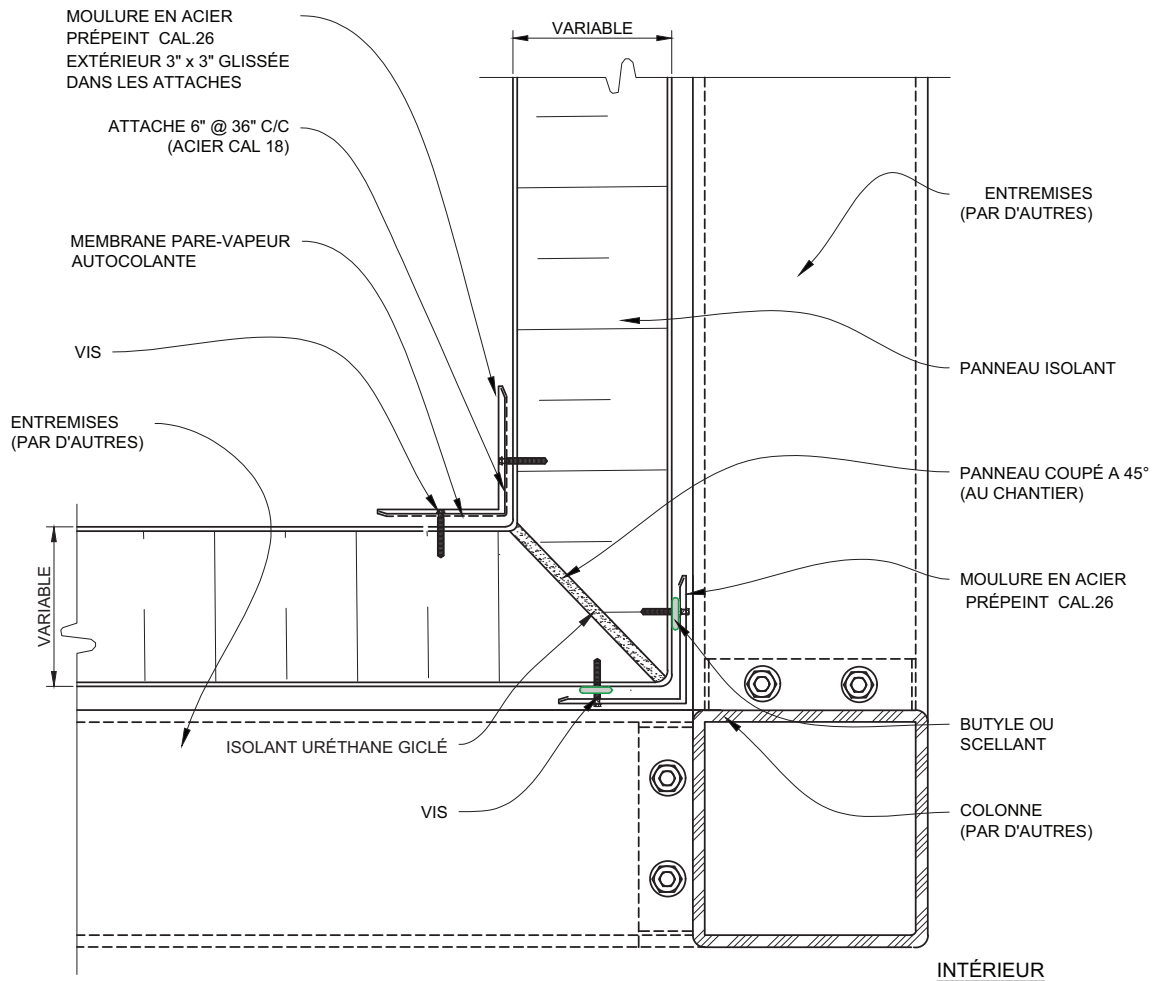 MOULURE EN ACIER
PRÉPEINT CAL.26
EXTÉRIEUR 3" x 3" GLISSÉE
DANS LES ATTACHES
VARIABLE
ATTACHE 6" @ 36" C/C
(ACIER CAL 18)
ENTREMISES
(PAR D'AUTRES)
MEMBRANE PARE-VAPEUR
AUTOCOLANTE
VIS
PANNEAU ISOLANT
ENTREMISES
(PAR D'AUTRES)
PANNEAU COUPÉ A 45°
(AU CHANTIER)
VARIABLE
MOULURE EN ACIER
PRÉPEINT CAL.26
ISOLANT URÉTHANE GICLÉ
BUTYLE OU
SCELLANT
VIS
COLONNE
(PAR D'AUTRES)
INTÉRIEUR